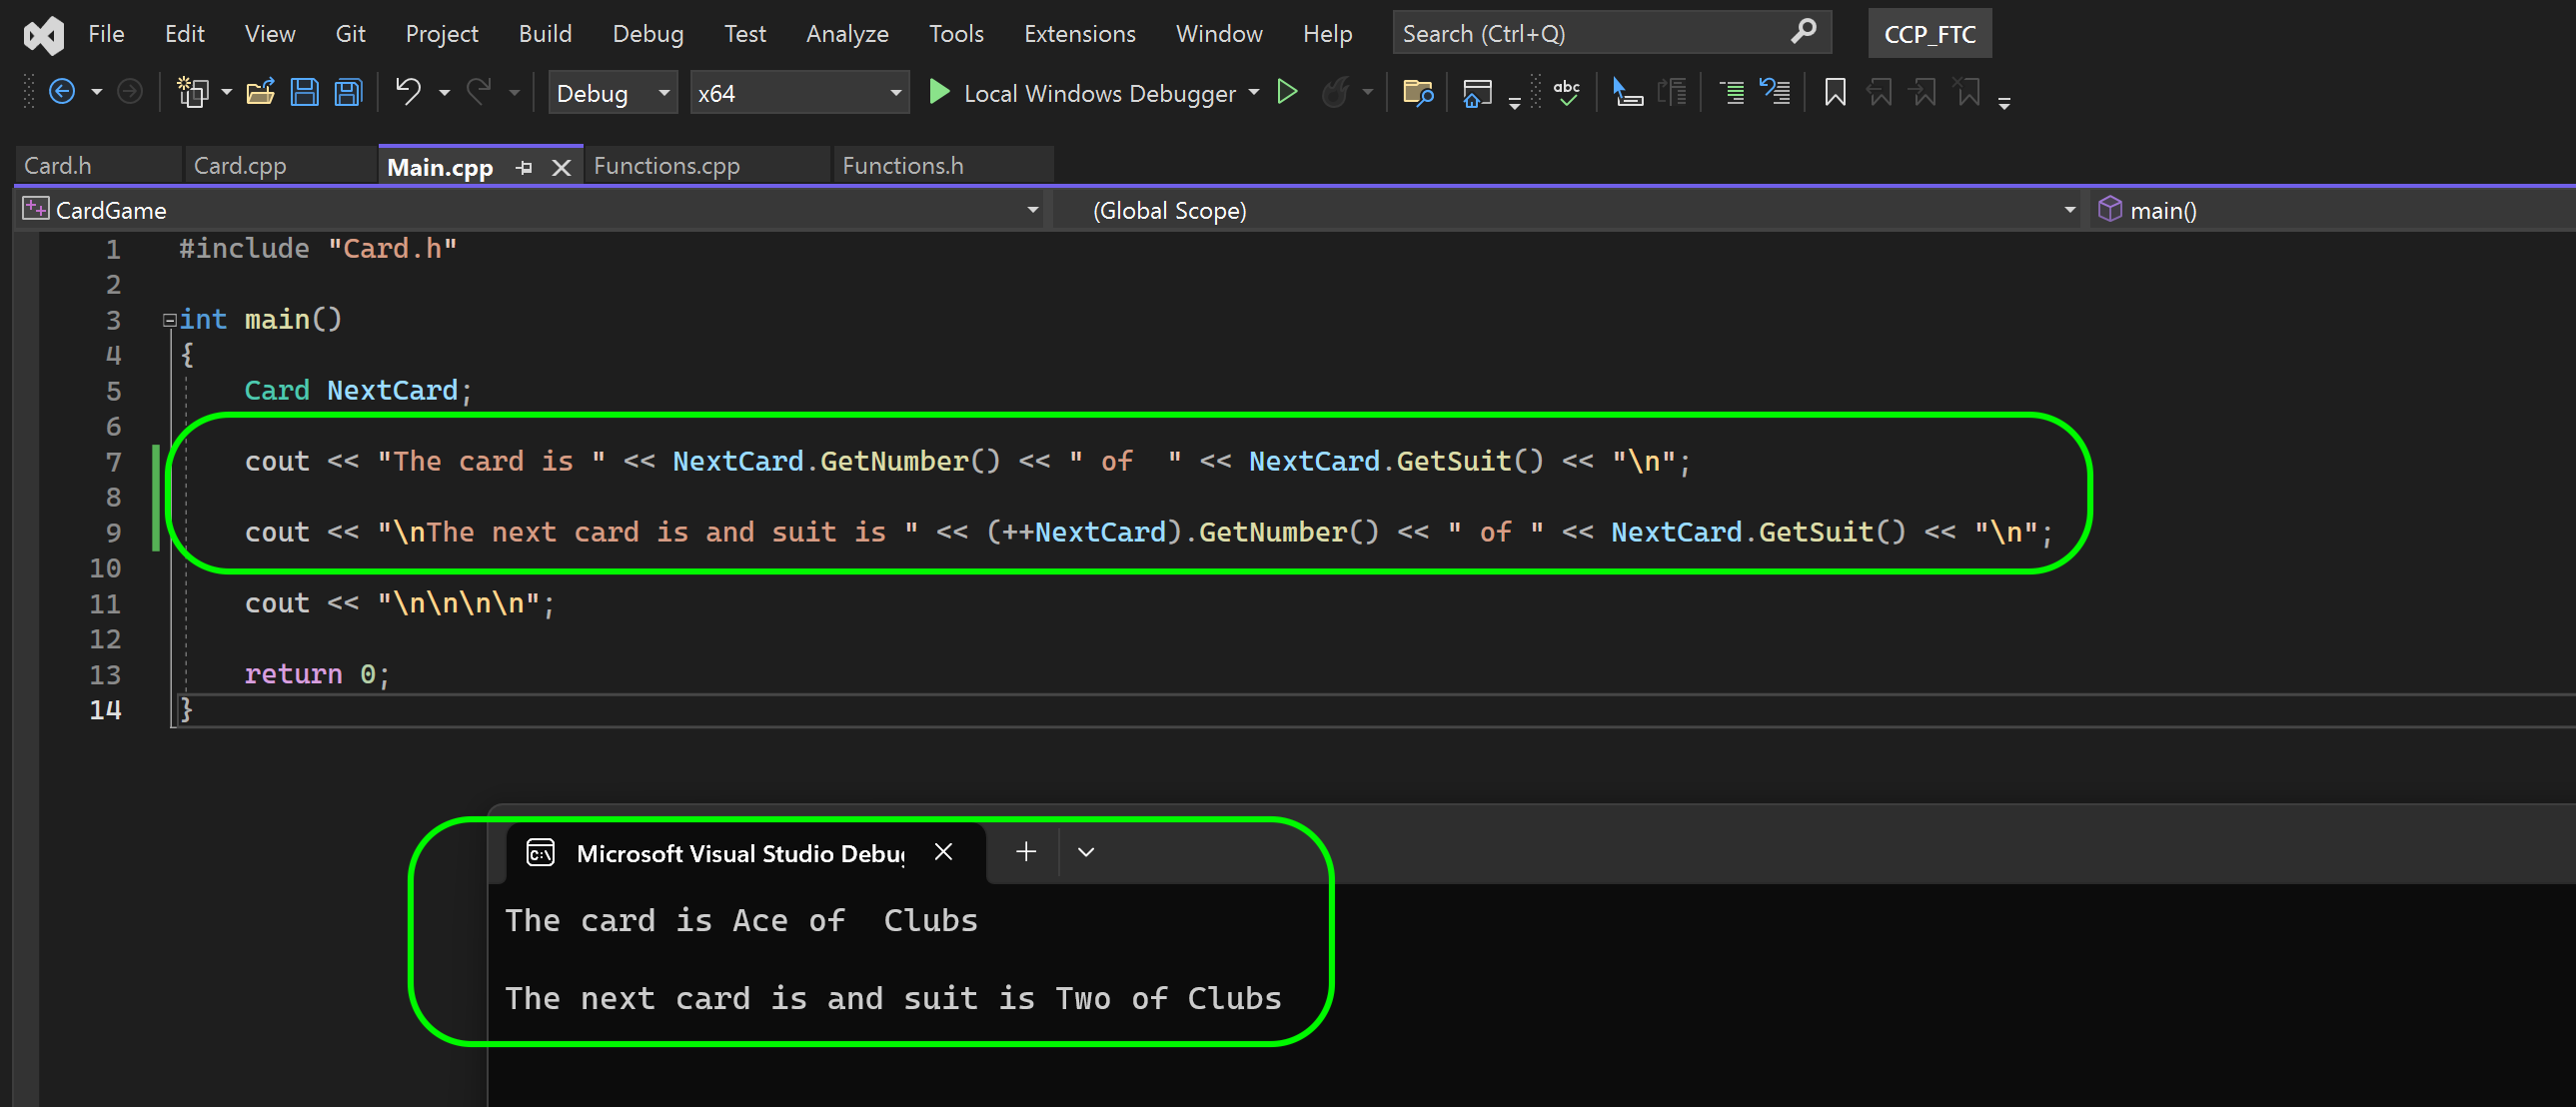 File Edit View Git Project Build Debug Test Analyze Tools Extensions Window Help Search (Ctrl+Q) CCP_FTC
Debug x64 Local Windows Debugger abc
Card.h Card.cpp Main.cpp Functions.cpp Functions.h
CardGame (Global Scope) main()
1 #include "Card.h"
2
3 int main()
4 {
5 Card NextCard;
6
7 cout << "The card is " << NextCard.GetNumber() << " of  " << NextCard.GetSuit() << "\n";
8
9 cout << "\nThe next card is and suit is " << (++NextCard).GetNumber() << " of " << NextCard.GetSuit() << "\n";
10
11 cout << "\n\n\n\n";
12
13 return 0;
14 }
C:\ Microsoft Visual Studio Debug
The card is Ace of  Clubs
The next card is and suit is Two of Clubs